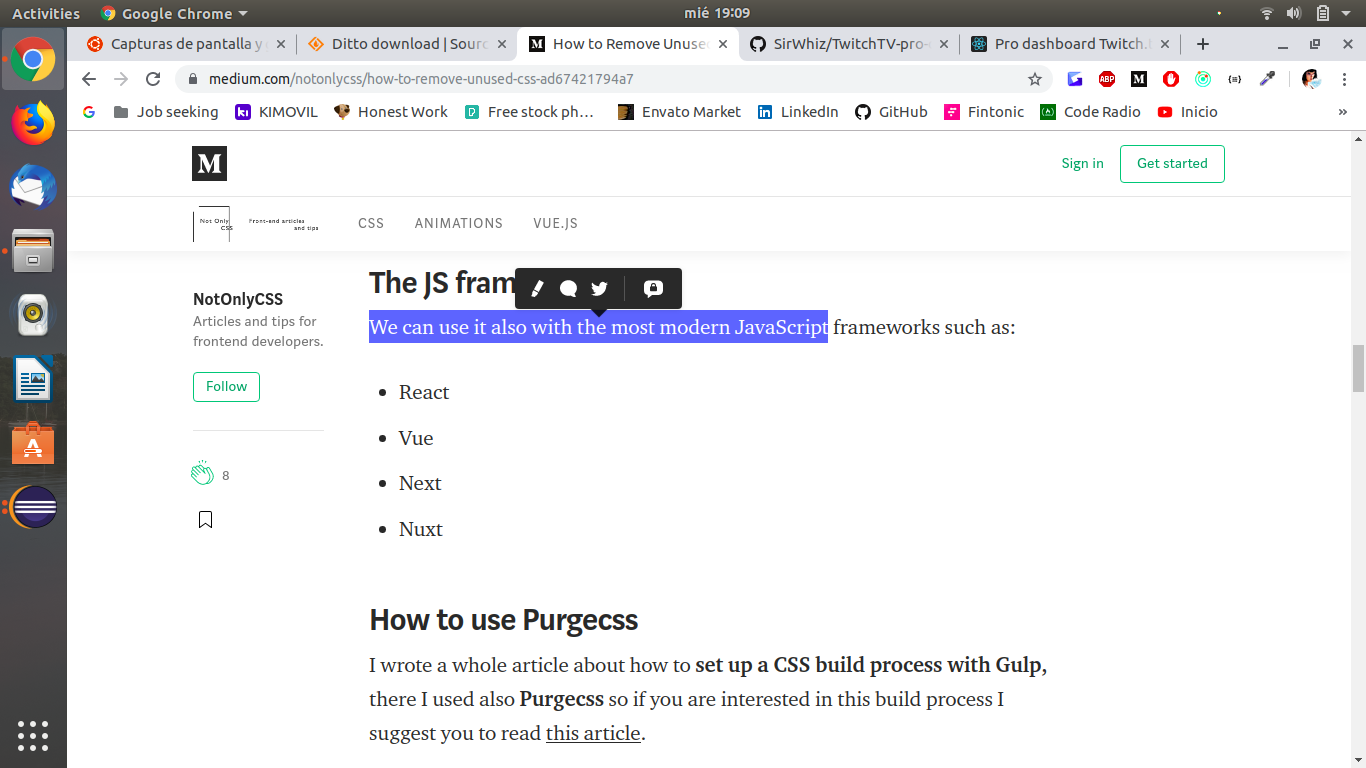 Activities Google Chrome mié 19:09
Capturas de pantalla y Ditto download | Sourc How to Remove Unused SirWhiz/TwitchTV-pro- Pro dashboard Twitch.
medium.com/notonlycss/how-to-remove-unused-css-ad67421794a7
Job seeking KIMOVIL Honest Work Free stock ph… Envato Market LinkedIn GitHub Fintonic Code Radio Inicio »
M
Sign in Get started
Not Only CSS Front-end articles and tips CSS ANIMATIONS VUE.JS
NotOnlyCSS
Articles and tips for
frontend developers.
Follow
8
The JS fram
We can use it also with the most modern JavaScript frameworks such as:
• React
• Vue
• Next
• Nuxt
How to use Purgecss
I wrote a whole article about how to set up a CSS build process with Gulp,
there I used also Purgecss so if you are interested in this build process I
suggest you to read this article.